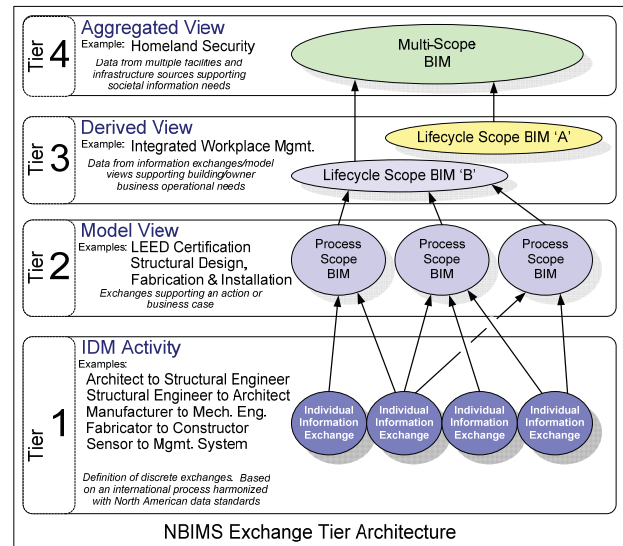 Tier 4
Aggregated View
Example: Homeland Security
Data from multiple facilities and
infrastructure sources supporting
societal information needs
Multi-Scope
BIM
Tier 3
Derived View
Example: Integrated Workplace Mgmt.
Data from information exchanges/model
views supporting building/owner
business operational needs
Lifecycle Scope BIM ‘A’
Lifecycle Scope BIM ‘B’
Tier 2
Model View
Examples: LEED Certification
Structural Design,
Fabrication & Installation
Exchanges supporting an action or
business case
Process
Scope
BIM
Process
Scope
BIM
Process
Scope
BIM
Tier 1
IDM Activity
Examples:
Architect to Structural Engineer
Structural Engineer to Architect
Manufacturer to Mech. Eng.
Fabricator to Constructor
Sensor to Mgmt. System
Definition of discrete exchanges. Based
on an international process harmonized
with North American data standards
Individual
Information
Exchange
Individual
Information
Exchange
Individual
Information
Exchange
Individual
Information
Exchange
NBIMS Exchange Tier Architecture